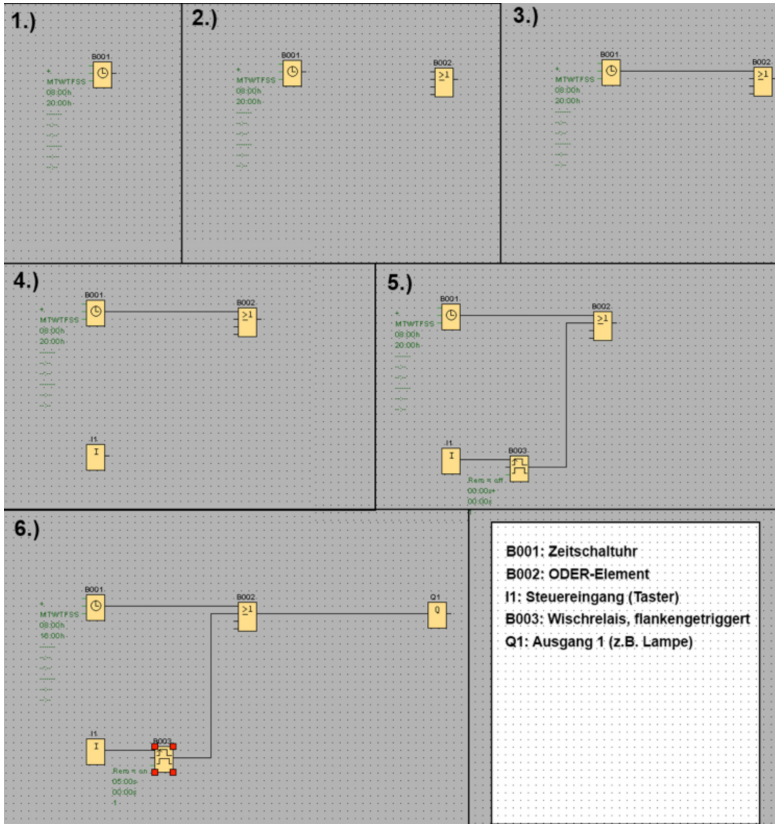 1.)
B001
*.
MTWTFSS
08:00h
20:00h
--:--
--:--
--:--
--:--
2.)
B001
*.
MTWTFSS
08:00h
20:00h
--:--
--:--
--:--
--:--
B002
≥1
3.)
B001
*.
MTWTFSS
08:00h
20:00h
--:--
--:--
--:--
--:--
B002
≥1
4.)
B001
*.
MTWTFSS
08:00h
20:00h
--:--
--:--
--:--
--:--
B002
≥1
I1
I
5.)
B001
*.
MTWTFSS
08:00h
20:00h
--:--
--:--
--:--
--:--
B002
≥1
I1
I
B003
Rem = off
00:00s+
00:00s
6.)
B001
*.
MTWTFSS
08:00h
16:00h
--:--
--:--
--:--
--:--
B002
≥1
Q1
Q
I1
I
B003
Rem = on
05:00s
00:00s
1
B001: Zeitschaltuhr
B002: ODER-Element
I1: Steuereingang (Taster)
B003: Wischrelais, flankengetriggert
Q1: Ausgang 1 (z.B. Lampe)